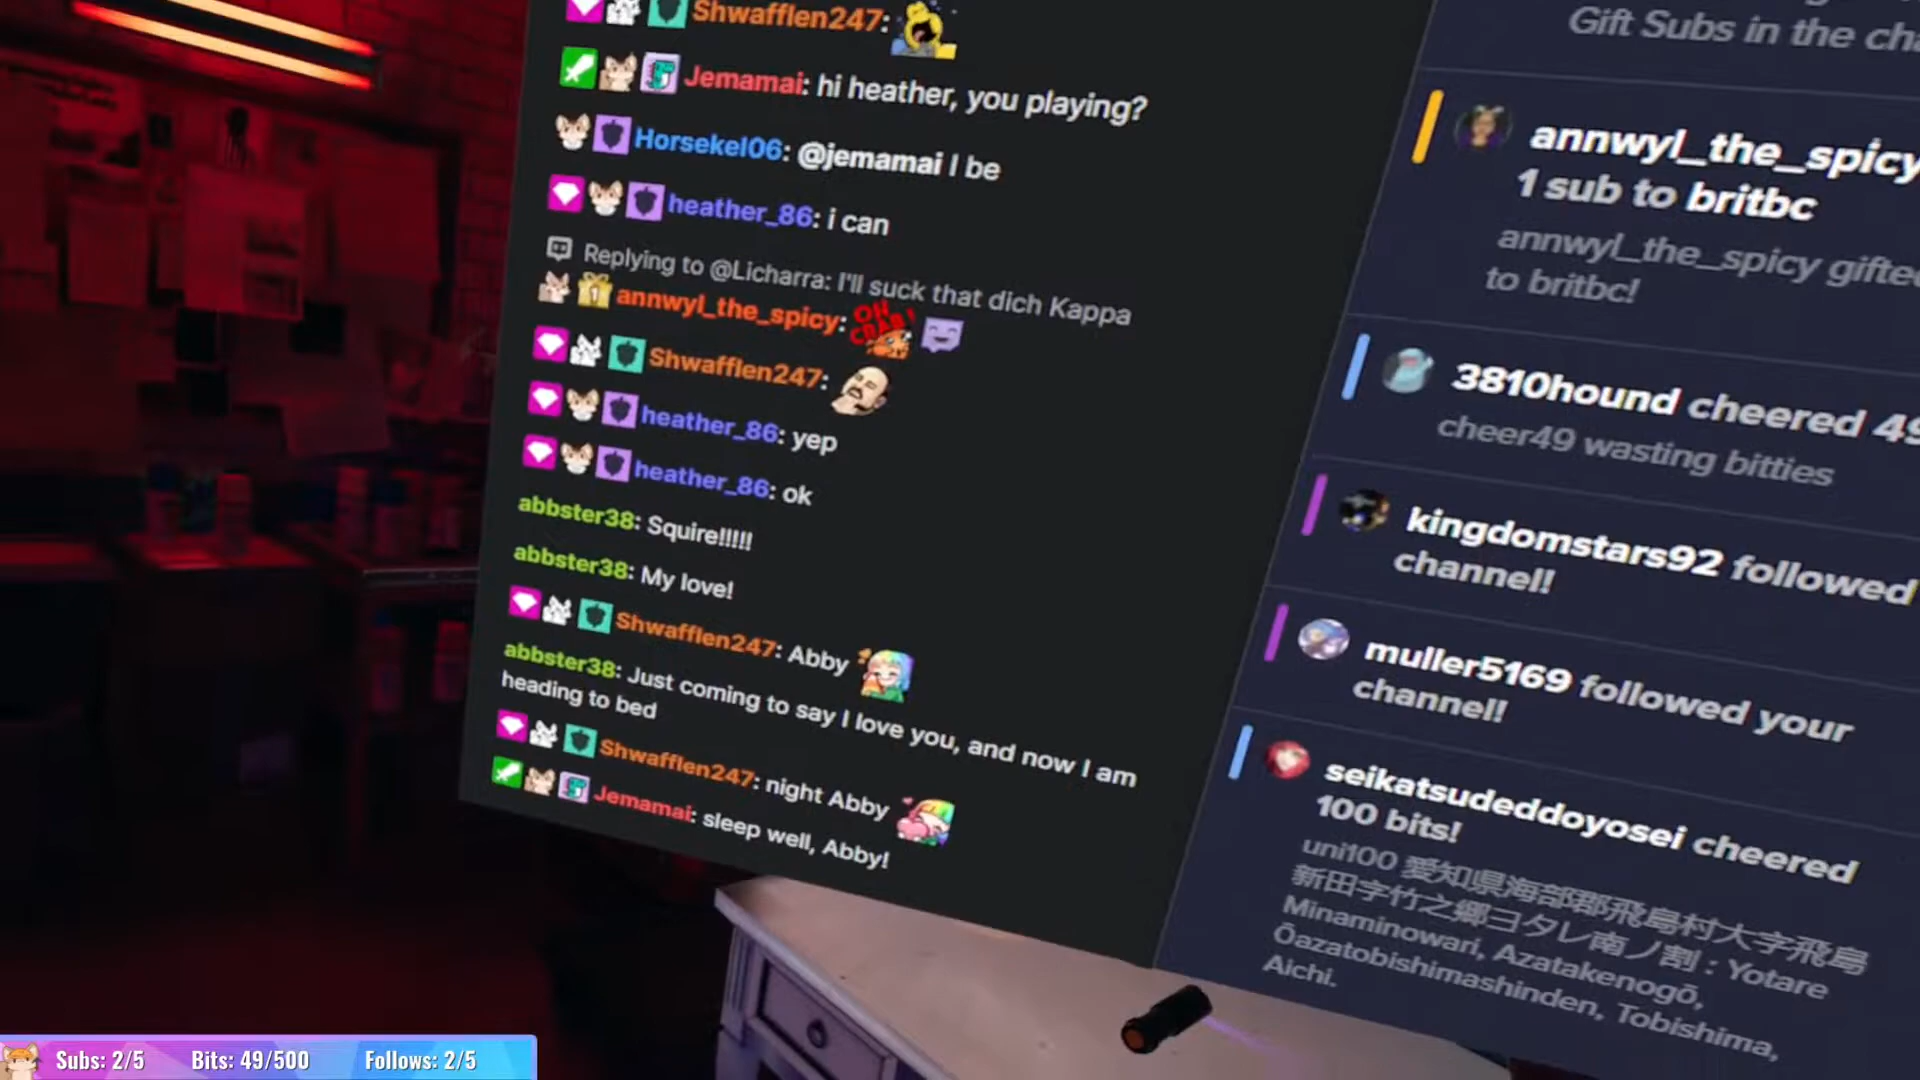 Shwafflen247:
Jemamai: hi heather, you playing?
Horsekel06: @jemamai I be
heather_86: i can
Replying to @Licharra: I'll suck that dich Kappa
annwyl_the_spicy: OH CRAB!
Shwafflen247:
heather_86: yep
heather_86: ok
abbster38: Squire!!!!!
abbster38: My love!
Shwafflen247: Abby
abbster38: Just coming to say I love you, and now I am
heading to bed
Shwafflen247: night Abby
Jemamai: sleep well, Abby!
Gift Subs in the
annwyl_the_spicy
1 sub to britbc
annwyl_the_spicy gifted
to britbc!
3810hound cheered 49
cheer49 wasting bitties
kingdomstars92 followed
channel!
muller5169 followed your
channel!
seikatsudeddoyosei cheered
100 bits!
uni100 愛知県海部郡飛島村大字飛島
新田字竹之郷ヨタレ南ノ割 : Yotare
Minaminowari, Azatakenogō,
Ōazatobishimashinden, Tobishima,
Aichi.
Subs: 2/5 Bits: 49/500 Follows: 2/5